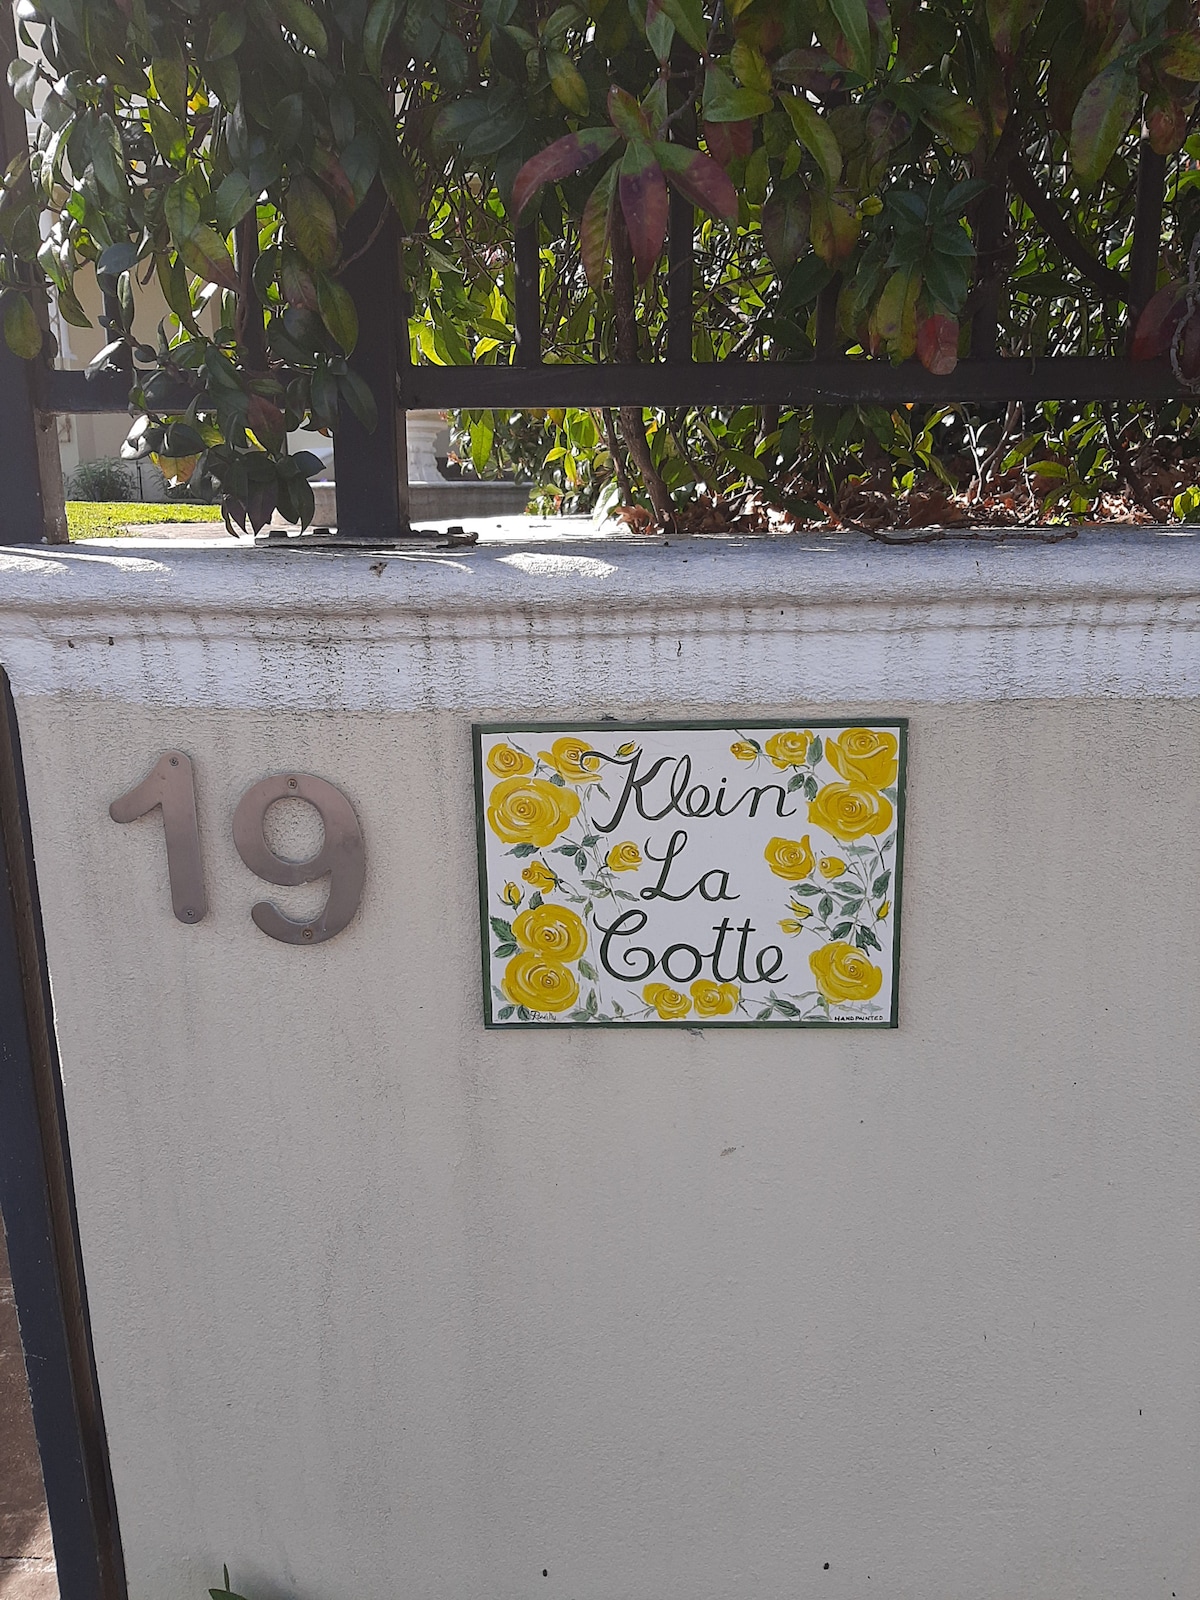 19
Klein
La
Cotte
HANDPAINTED